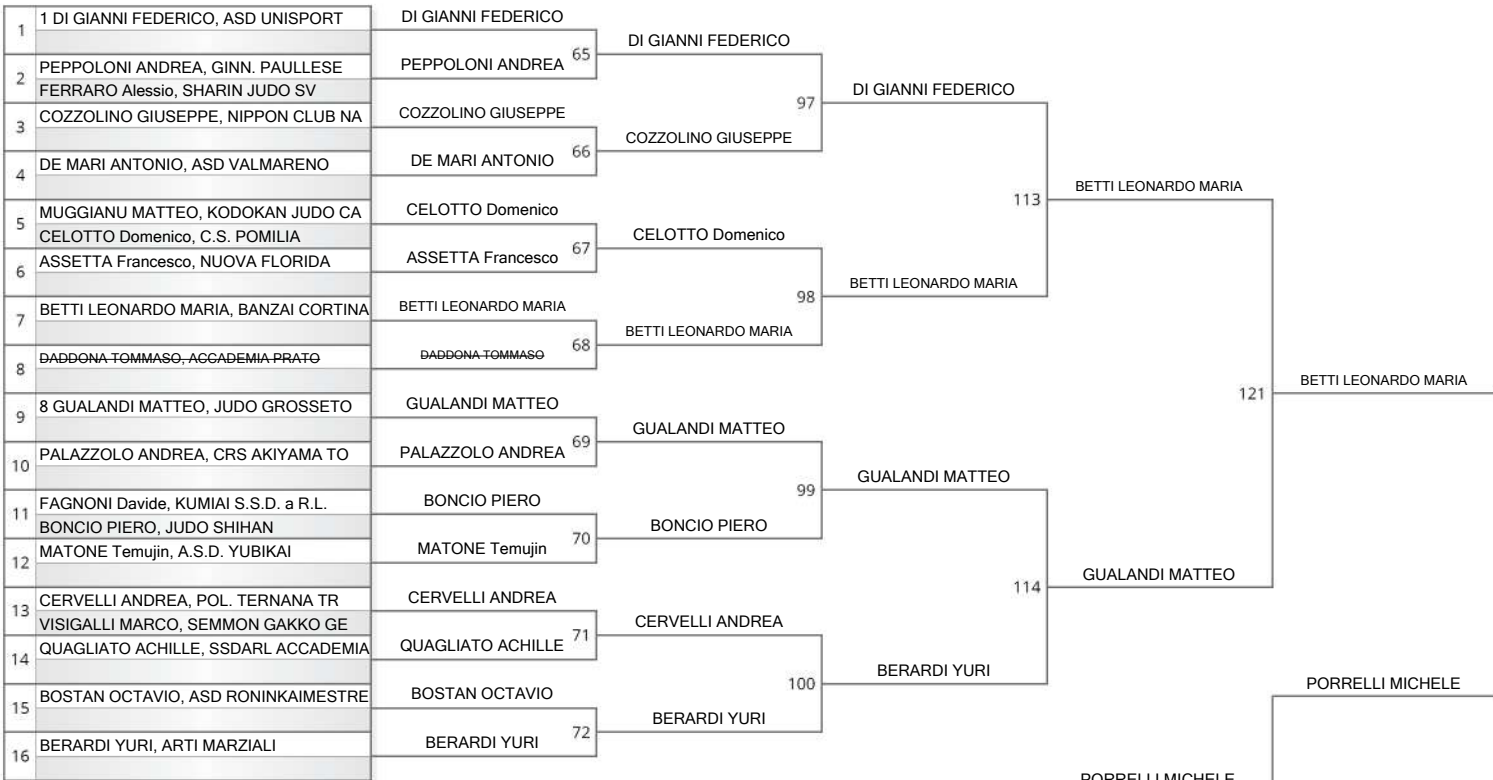 1
1 DI GIANNI FEDERICO, ASD UNISPORT
2
PEPPOLONI ANDREA, GINN. PAULLESE
FERRARO Alessio, SHARIN JUDO SV
3
COZZOLINO GIUSEPPE, NIPPON CLUB NA
4
DE MARI ANTONIO, ASD VALMARENO
5
MUGGIANU MATTEO, KODOKAN JUDO CA
CELOTTO Domenico, C.S. POMILIA
6
ASSETTA Francesco, NUOVA FLORIDA
7
BETTI LEONARDO MARIA, BANZAI CORTINA
8
DADDONA TOMMASO, ACCADEMIA PRATO
9
8 GUALANDI MATTEO, JUDO GROSSETO
10
PALAZZOLO ANDREA, CRS AKIYAMA TO
11
FAGNONI Davide, KUMIAI S.S.D. a R.L.
BONCIO PIERO, JUDO SHIHAN
12
MATONE Temujin, A.S.D. YUBIKAI
13
CERVELLI ANDREA, POL. TERNANA TR
VISIGALLI MARCO, SEMMON GAKKO GE
14
QUAGLIATO ACHILLE, SSDARL ACCADEMIA
15
BOSTAN OCTAVIO, ASD RONINKAIMESTRE
16
BERARDI YURI, ARTI MARZIALI
DI GIANNI FEDERICO
65
PEPPOLONI ANDREA
COZZOLINO GIUSEPPE
66
DE MARI ANTONIO
CELOTTO Domenico
67
ASSETTA Francesco
BETTI LEONARDO MARIA
68
DADDONA TOMMASO
GUALANDI MATTEO
69
PALAZZOLO ANDREA
BONCIO PIERO
70
MATONE Temujin
CERVELLI ANDREA
71
QUAGLIATO ACHILLE
BOSTAN OCTAVIO
72
BERARDI YURI
DI GIANNI FEDERICO
97
COZZOLINO GIUSEPPE
CELOTTO Domenico
98
BETTI LEONARDO MARIA
GUALANDI MATTEO
99
BONCIO PIERO
CERVELLI ANDREA
100
BERARDI YURI
DI GIANNI FEDERICO
113
BETTI LEONARDO MARIA
GUALANDI MATTEO
114
BERARDI YURI
BETTI LEONARDO MARIA
121
GUALANDI MATTEO
BETTI LEONARDO MARIA
PORRELLI MICHELE
PORRELLI MICHELE